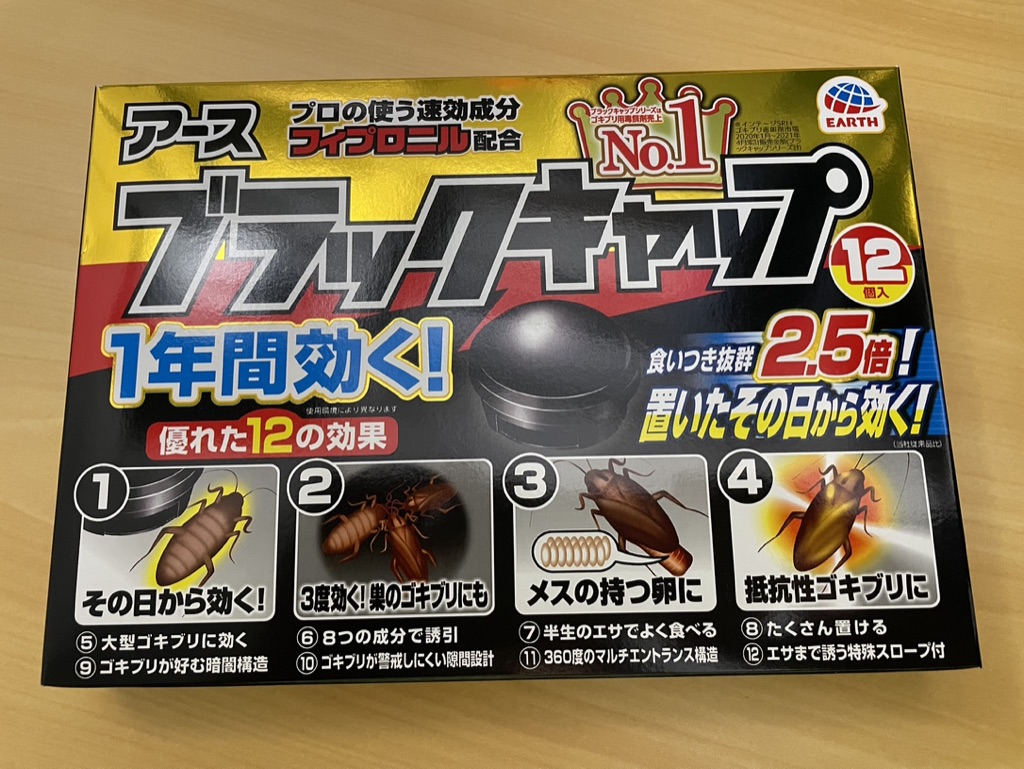 アース
プロの使う速効成分
フィプロニル配合
ブラックキャップシリーズは
ゴキブリ用毒餌剤売上
No.1
EARTH
ブラックキャップ
12
個入
1年間効く!
使用環境により異なります
食いつき抜群 2.5倍!
置いたその日から効く!
(当社従来品比)
優れた12の効果
1
その日から効く!
2
3度効く!巣のゴキブリにも
3
メスの持つ卵に
4
抵抗性ゴキブリに
⑤ 大型ゴキブリに効く
⑥ 8つの成分で誘引
⑦ 半生のエサでよく食べる
⑧ たくさん置ける
⑨ ゴキブリが好む暗闇構造
⑩ ゴキブリが警戒しにくい隙間設計
⑪ 360度のマルチエントランス構造
⑫ エサまで誘う特殊スロープ付